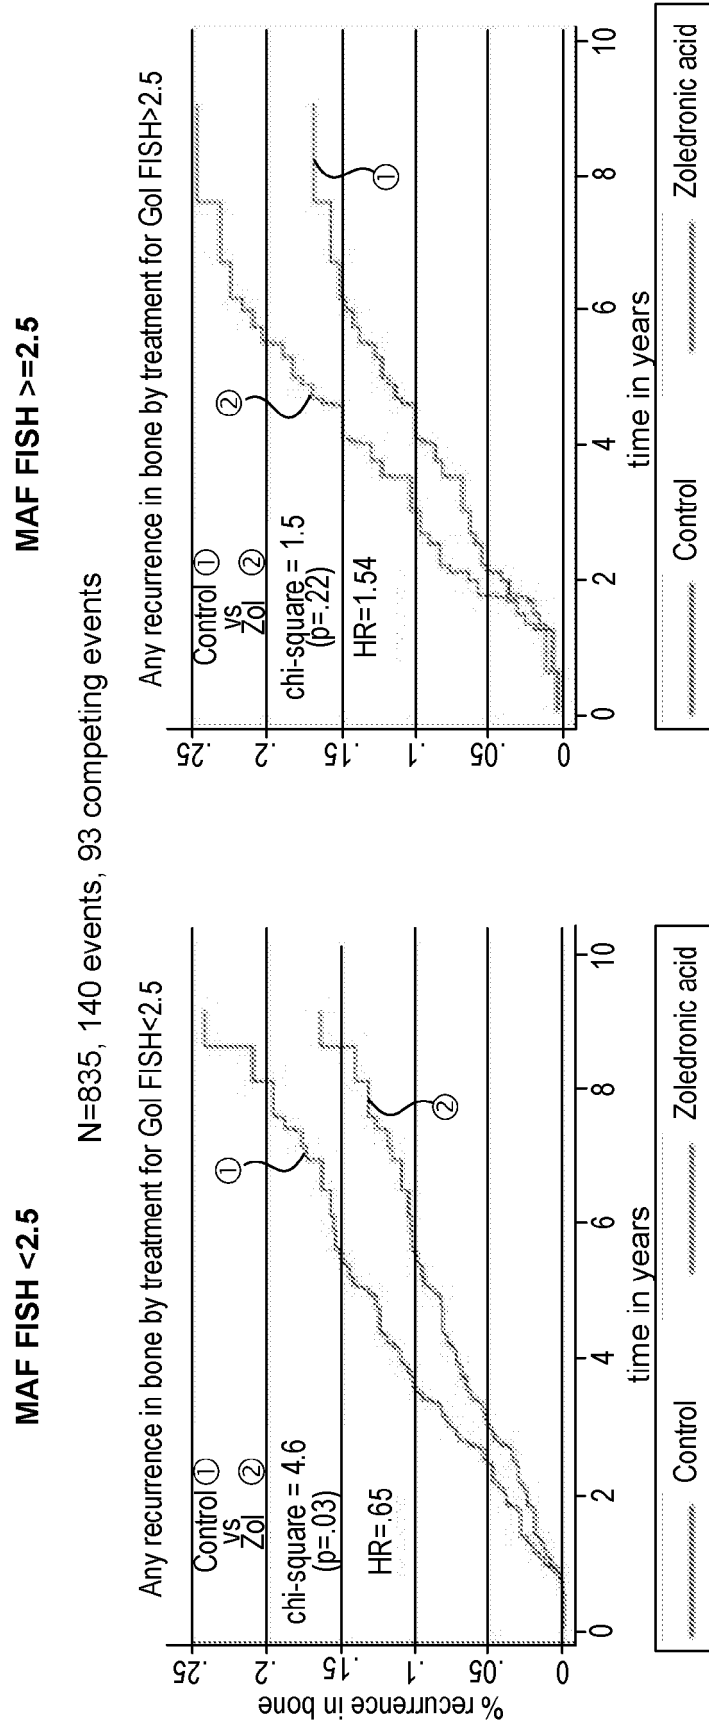 MAF FISH <2.5
MAF FISH >=2.5
N=835, 140 events, 93 competing events
Any recurrence in bone by treatment for Gol FISH<2.5
% recurrence in bone
.25
.2
.15
.1
.05
0
Control ①
vs
Zol ②
chi-square = 4.6
(p=.03)
HR=.65
①
②
0 2 4 6 8 10
time in years
Control Zoledronic acid
Any recurrence in bone by treatment for Gol FISH>2.5
.25
.2
.15
.1
.05
0
Control ①
vs
Zol ②
chi-square = 1.5
(p=.22)
HR=1.54
②
①
0 2 4 6 8 10
time in years
Control Zoledronic acid